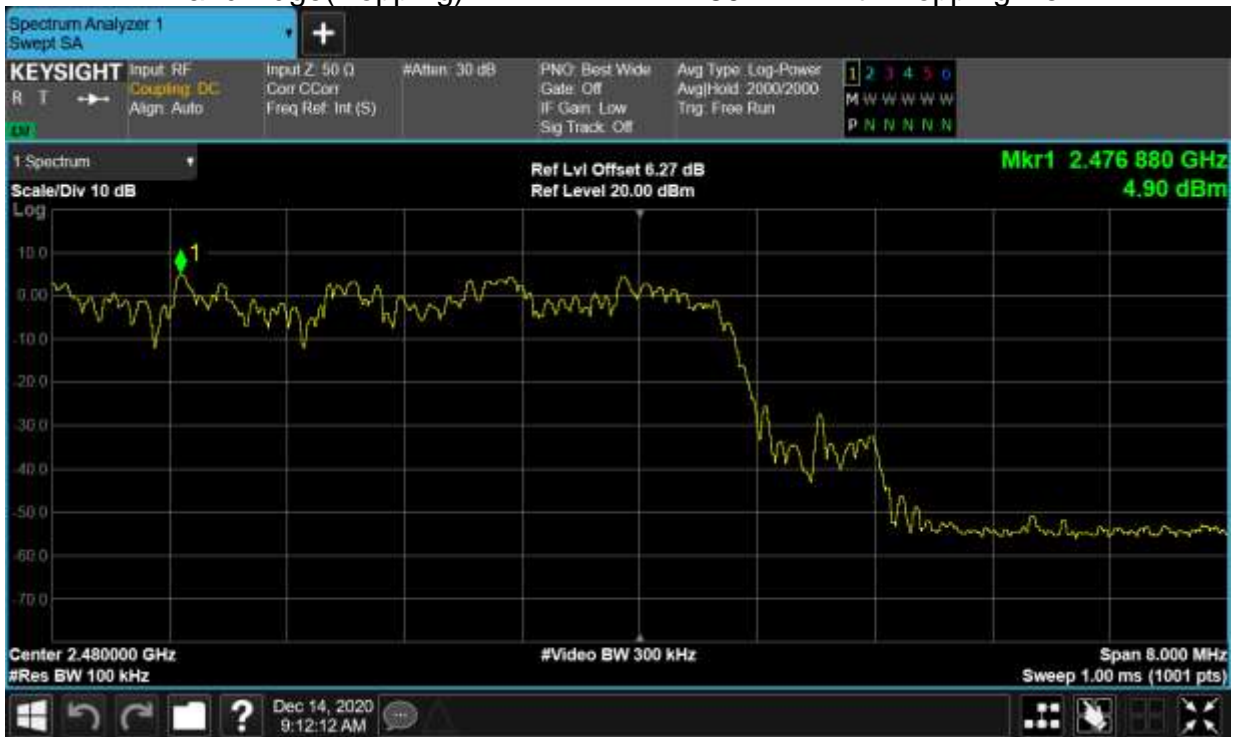 Spectrum Analyzer 1
Swept SA
+
KEYSIGHT Input: RF Input Z: 50 Ω #Atten: 30 dB PNO: Best Wide Avg Type: Log-Power 1 2 3 4 5 6
R T Coupling: DC Corr CCorr Gate: Off Avg|Hold: 2000/2000 M W W W W W
Align: Auto Freq Ref: Int (S) IF Gain: Low Trig: Free Run
Sig Track: Off P N N N N N
1 Spectrum Ref Lvl Offset 6.27 dB Mkr1 2.476 880 GHz
Scale/Div 10 dB Ref Level 20.00 dBm 4.90 dBm
Log
1
10.0
0.00
-10.0
-20.0
-30.0
-40.0
-50.0
-60.0
-70.0
Center 2.480000 GHz #Video BW 300 kHz Span 8.000 MHz
#Res BW 100 kHz Sweep 1.00 ms (1001 pts)
? Dec 14, 2020
9:12:12 AM